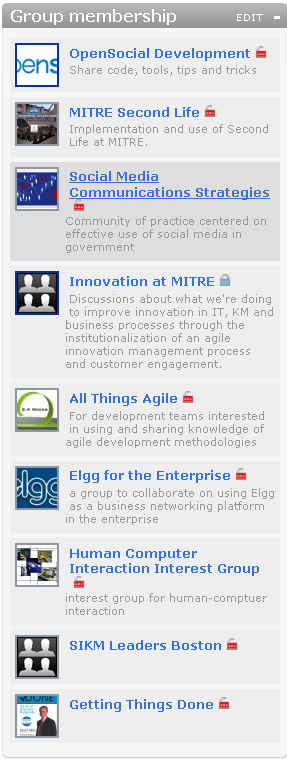 Group membership EDIT
OpenSocial Development
Share code, tools, tips and tricks
MITRE Second Life
Implementation and use of Second
Life at MITRE.
Social Media
Communications Strategies
Community of practice centered on
effective use of social media in
government
Innovation at MITRE
Discussions about what we're doing
to improve innovation in IT, KM and
business processes through the
institutionalization of an agile
innovation management process
and customer engagement.
2-4 Weeks
All Things Agile
For development teams interested
in using and sharing knowledge of
agile development methodologies
elgg
Elgg for the Enterprise
a group to collaborate on using Elgg
as a business networking platform
in the enterprise
Human Computer
Interaction Interest Group
interest group for human-comptuer
interaction
SIKM Leaders Boston
DONE
Getting Things Done